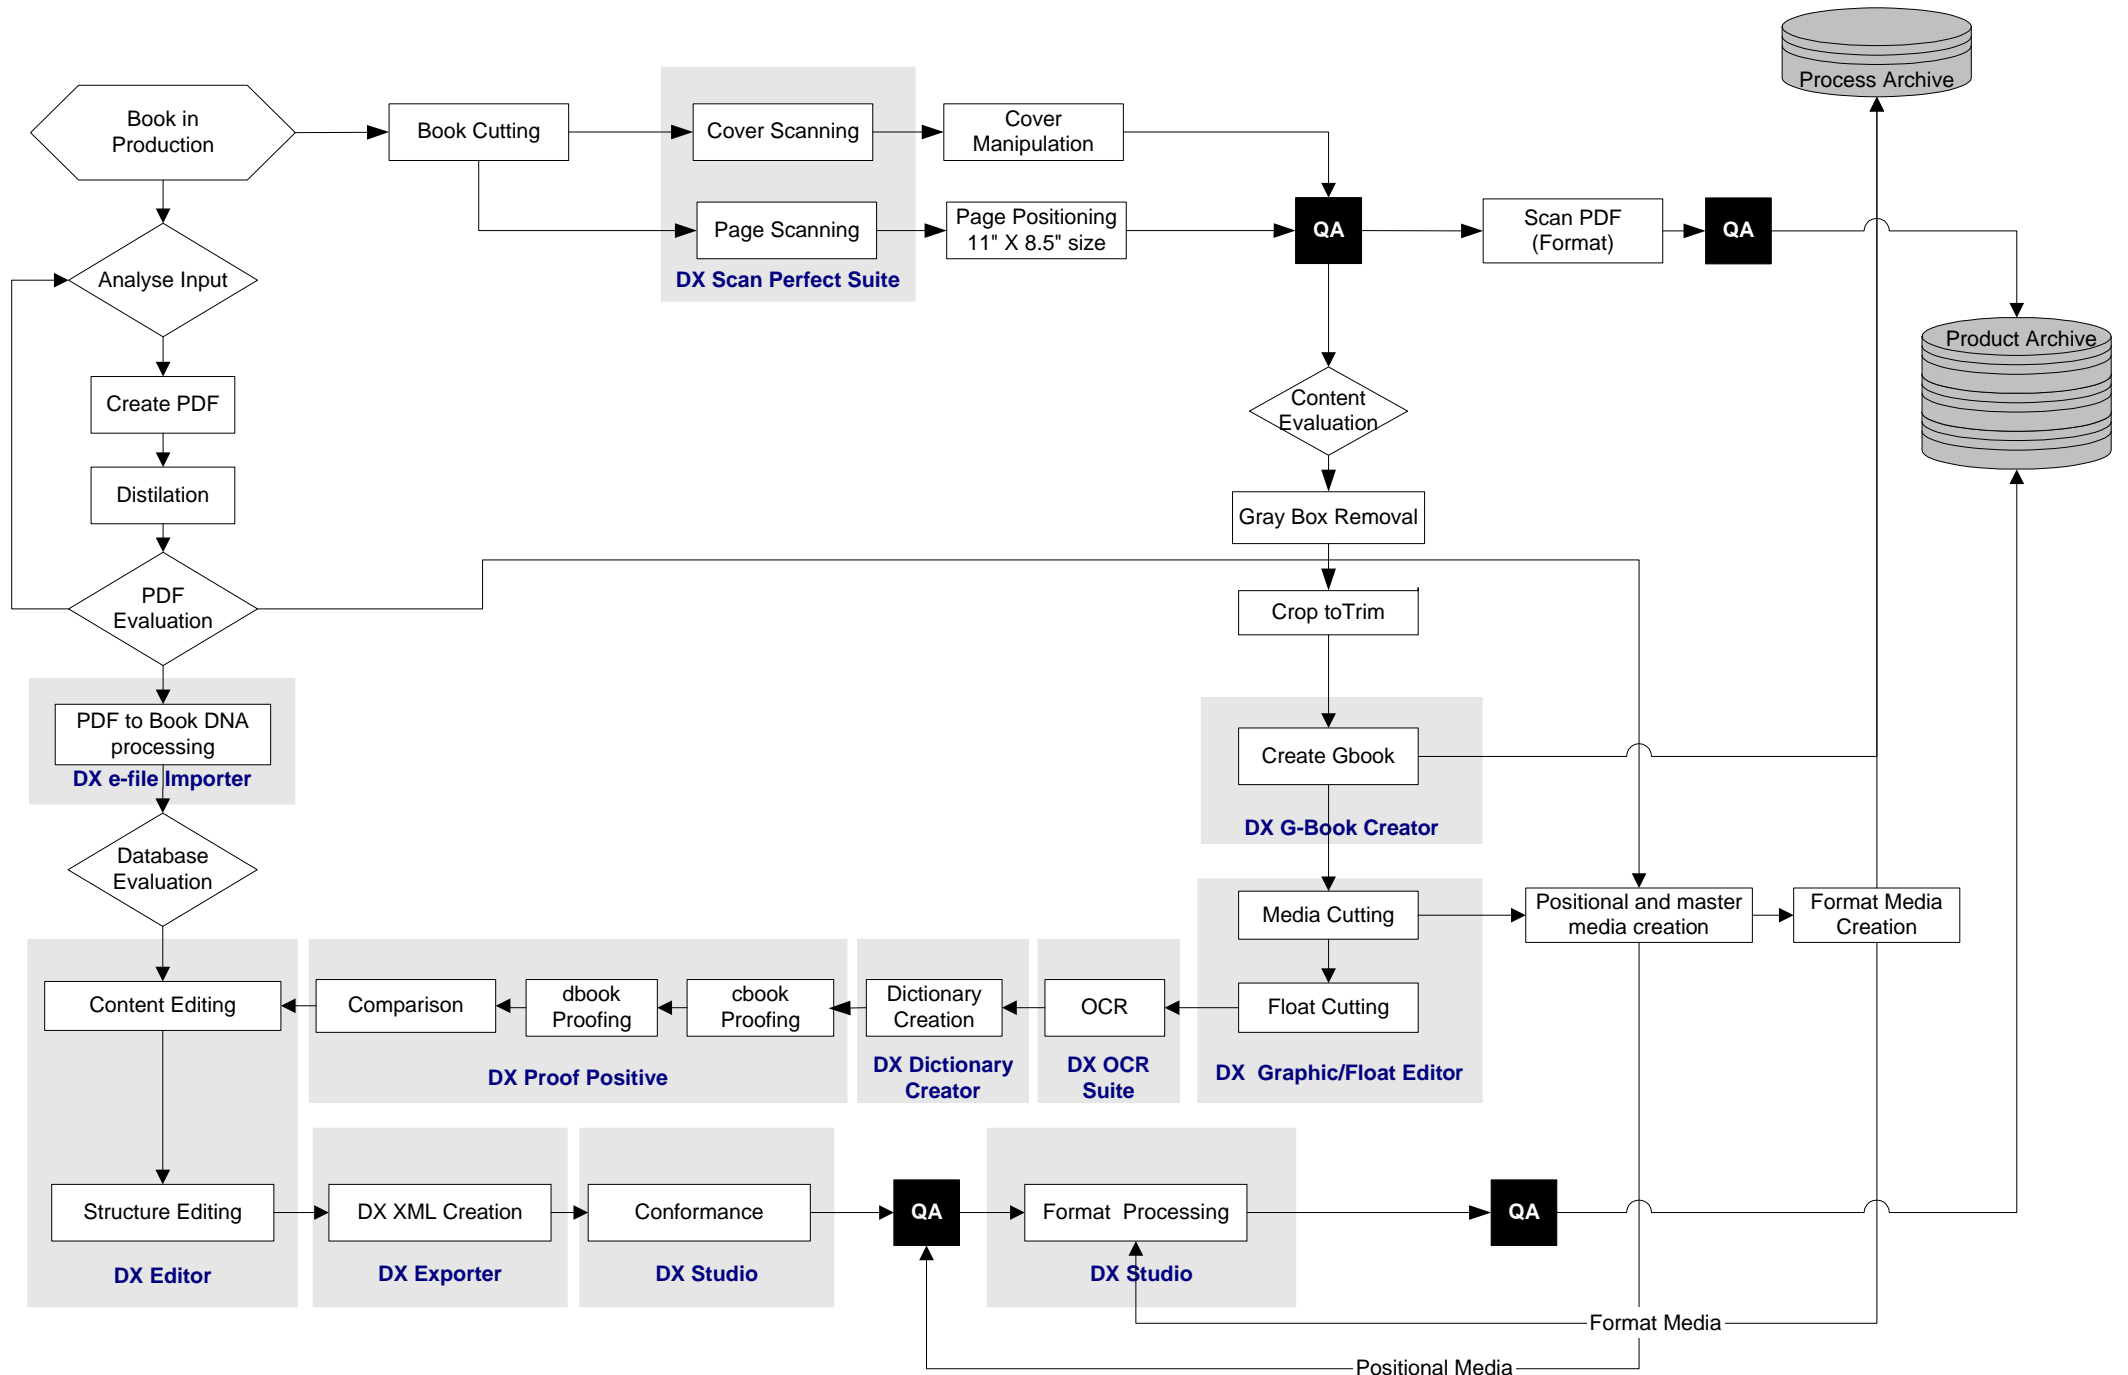 Process Archive
Book in
Production
Book Cutting
Cover Scanning
Cover
Manipulation
Page Scanning
Page Positioning
11" X 8.5" size
QA
Scan PDF
(Format)
QA
DX Scan Perfect Suite
Analyse Input
Product Archive
Create PDF
Content
Evaluation
Distilation
Gray Box Removal
PDF
Evaluation
Crop toTrim
PDF to Book DNA
processing
DX e-file Importer
Create Gbook
DX G-Book Creator
Database
Evaluation
Media Cutting
Positional and master
media creation
Format Media
Creation
Content Editing
Comparison
dbook
Proofing
cbook
Proofing
Dictionary
Creation
OCR
Float Cutting
DX Proof Positive
DX Dictionary
Creator
DX OCR
Suite
DX  Graphic/Float Editor
Structure Editing
DX XML Creation
Conformance
QA
Format  Processing
QA
DX Editor
DX Exporter
DX Studio
DX Studio
Format Media
Positional Media